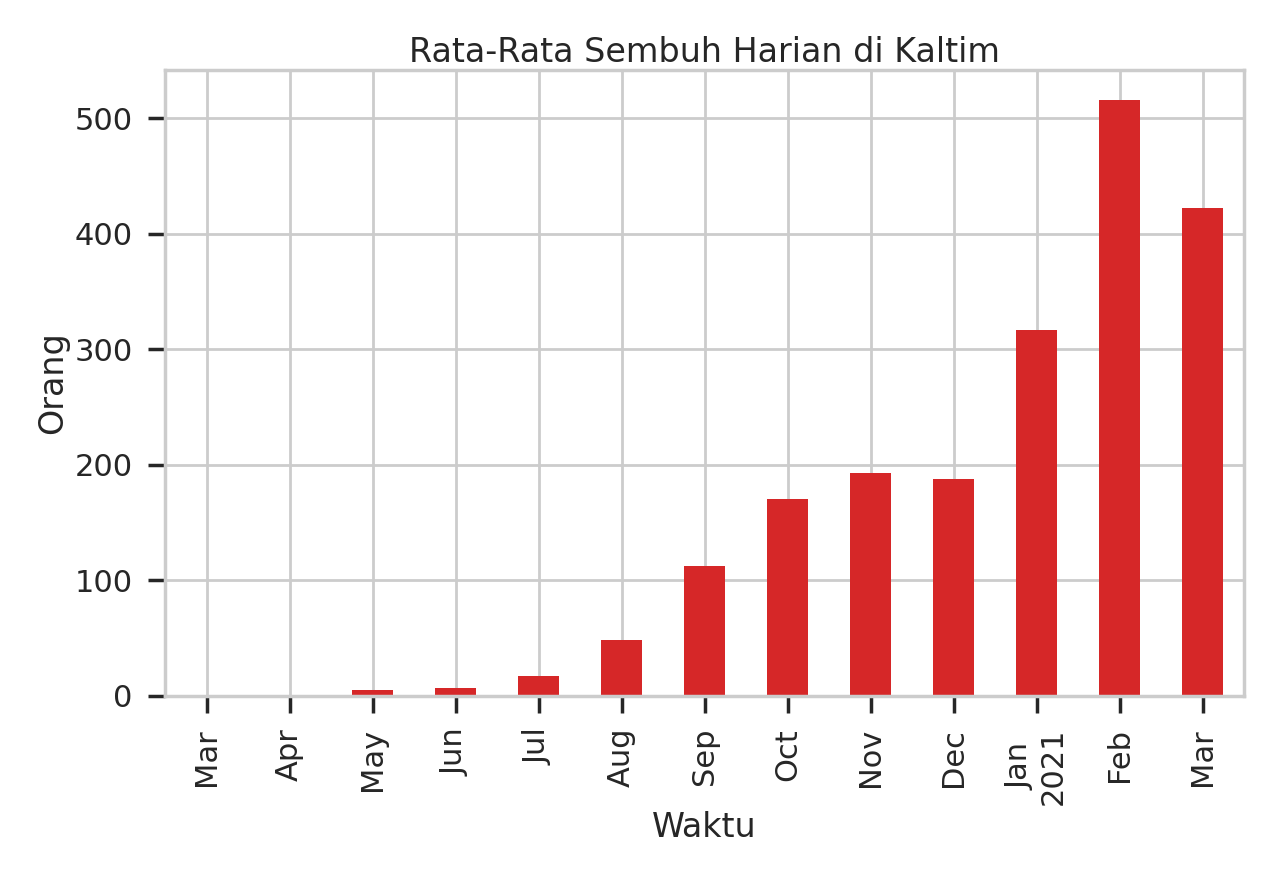 Rata-Rata Sembuh Harian di Kaltim
Orang
500
400
300
200
100
0
Mar
Apr
May
Jun
Jul
Aug
Sep
Oct
Nov
Dec
Jan
2021
Feb
Mar
Waktu